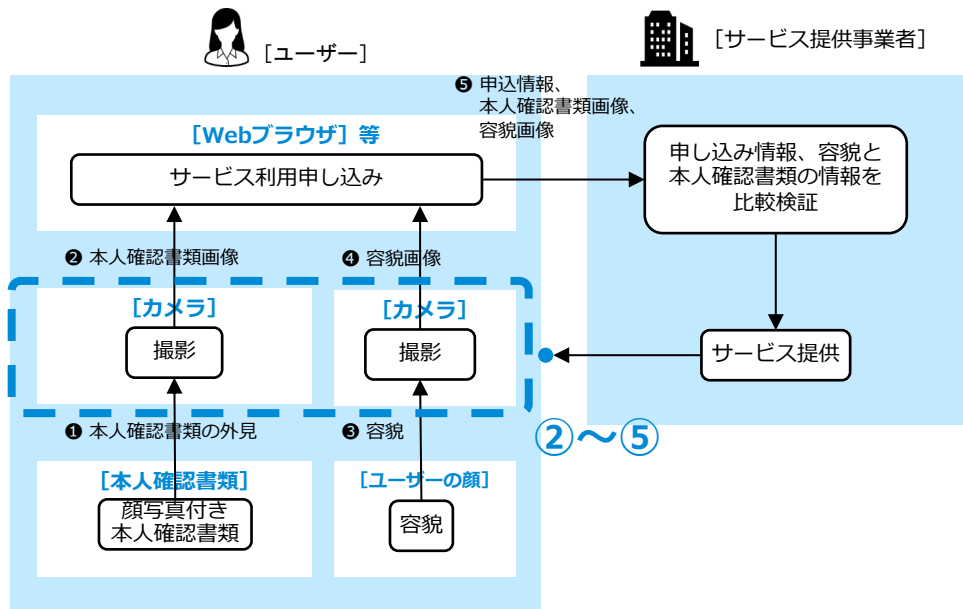 [ユーザー]
[サービス提供事業者]
❺ 申込情報、
本人確認書類画像、
容貌画像
[Webブラウザ] 等
サービス利用申し込み
申し込み情報、容貌と
本人確認書類の情報を
比較検証
❷ 本人確認書類画像
❹ 容貌画像
[カメラ]
[カメラ]
撮影
撮影
サービス提供
❶ 本人確認書類の外見
❸ 容貌
②〜⑤
[本人確認書類]
[ユーザーの顔]
顔写真付き
本人確認書類
容貌